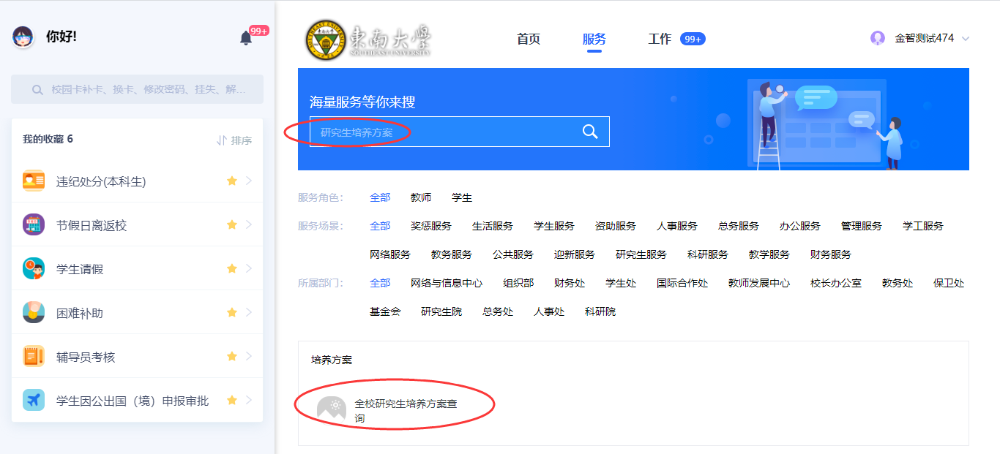 你好!
99+
校园卡补卡、换卡、修改密码、挂失、解...
我的收藏 6
排序
违纪处分(本科生)
节假日离返校
学生请假
困难补助
辅导员考核
学生因公出国（境）申报审批
东南大学
SOUTHEAST UNIVERSITY
首页
服务
工作 99+
金智测试474
海量服务等你来搜
研究生培养方案
服务角色： 全部 教师 学生
服务场景： 全部 奖惩服务 生活服务 学生服务 资助服务 人事服务 总务服务 办公服务 管理服务 学工服务
网络服务 教务服务 公共服务 迎新服务 研究生服务 科研服务 教学服务 财务服务
所属部门： 全部 网络与信息中心 组织部 财务处 学生处 国际合作处 教师发展中心 校长办公室 教务处 保卫处
基金会 研究生院 总务处 人事处 科研院
培养方案
全校研究生培养方案查
询